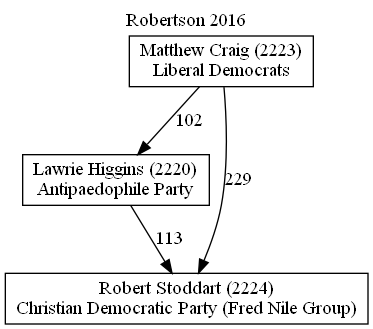 Robertson 2016
Matthew Craig (2223)
Liberal Democrats
102
Lawrie Higgins (2220)
Antipaedophile Party
229
113
Robert Stoddart (2224)
Christian Democratic Party (Fred Nile Group)